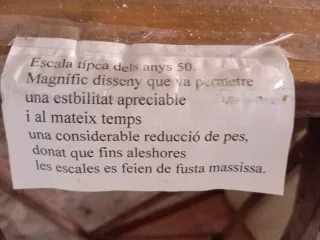 Escala típca dels anys 50.
Magnífic disseny que va permetre
una estbilitat apreciable
i al mateix temps
una considerable reducció de pes,
donat que fins aleshores
les escales es feien de fusta massissa.